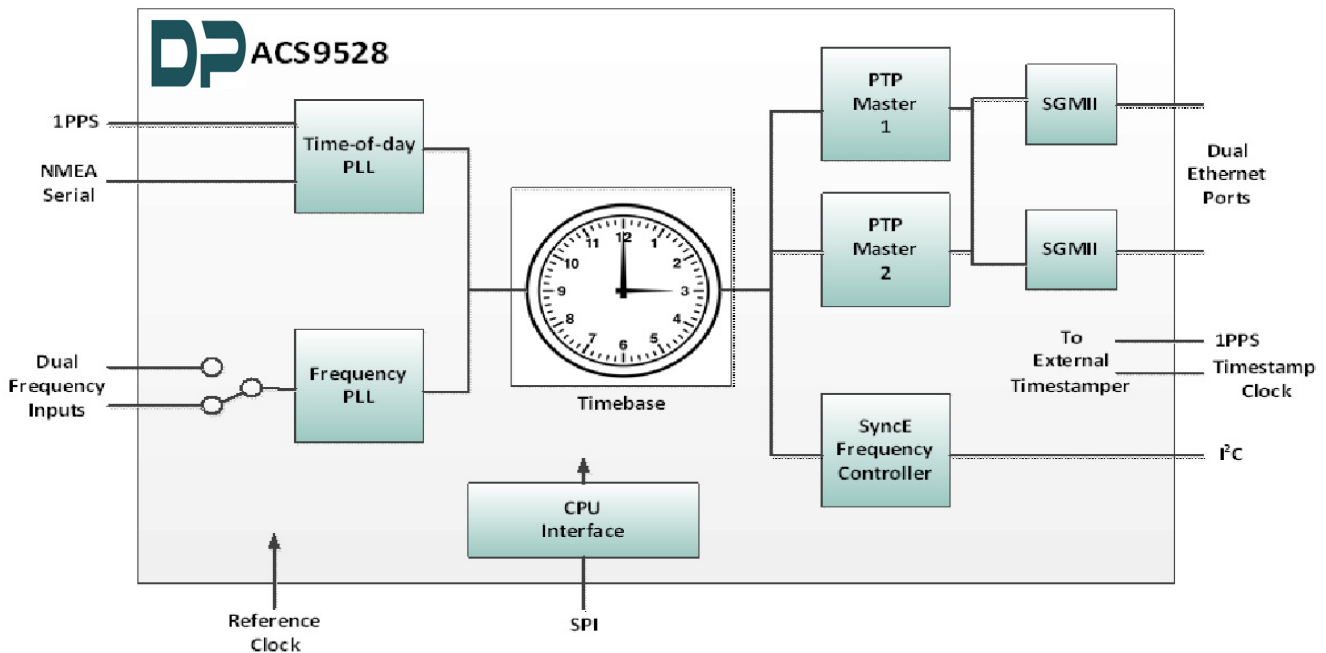 DP ACS9528
1PPS
NMEA
Serial
Time-of-day
PLL
Dual
Frequency
Inputs
Frequency
PLL
12
1
2
3
4
5
6
7
8
9
10
11
Timebase
CPU
Interface
Reference
Clock
SPI
PTP
Master
1
PTP
Master
2
SGMII
SGMII
Dual
Ethernet
Ports
To
External
Timestamper
1PPS
Timestamp
Clock
SyncE
Frequency
Controller
I²C